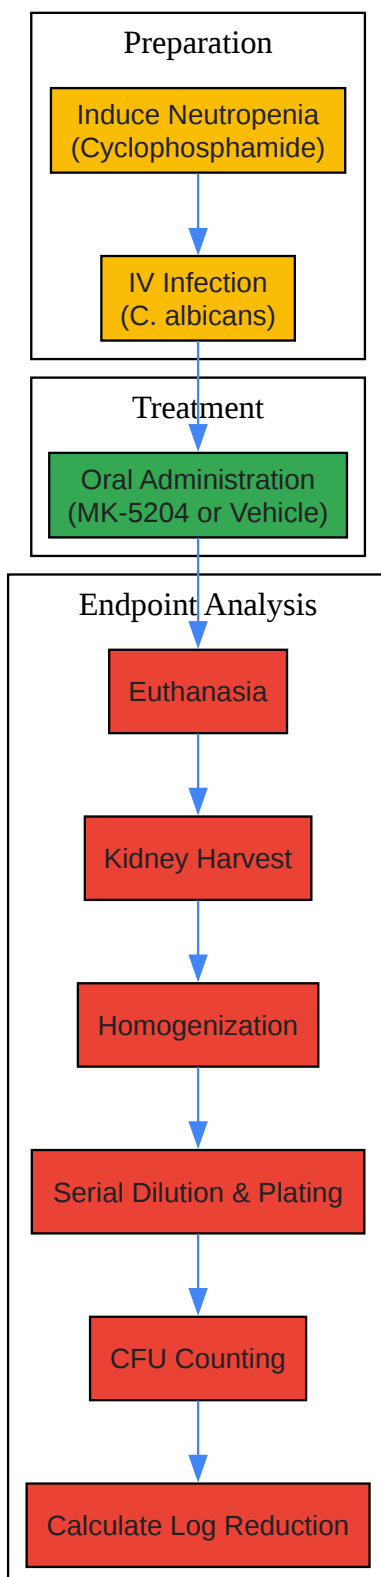 Preparation
Induce Neutropenia
(Cyclophosphamide)
IV Infection
(C. albicans)
Treatment
Oral Administration
(MK-5204 or Vehicle)
Endpoint Analysis
Euthanasia
Kidney Harvest
Homogenization
Serial Dilution & Plating
CFU Counting
Calculate Log Reduction